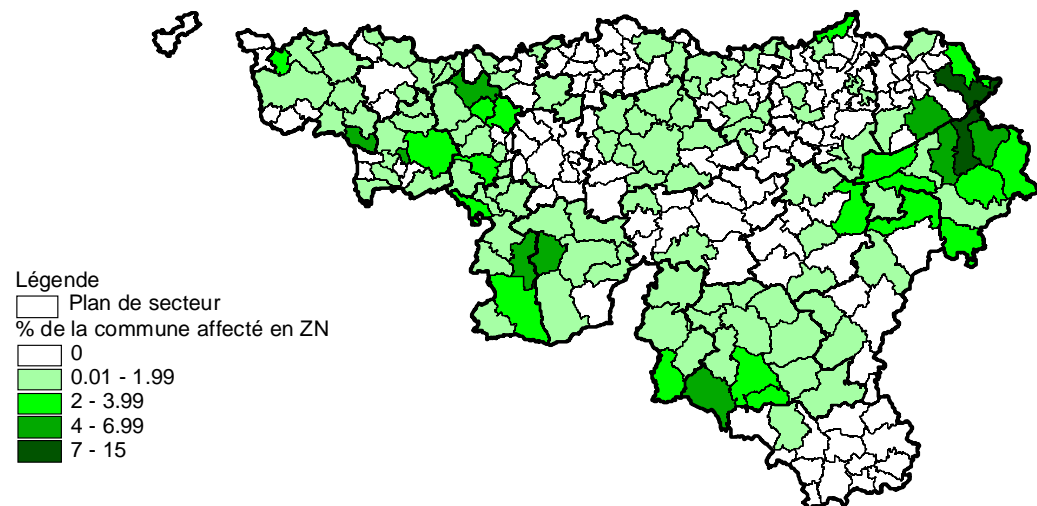 Légende
Plan de secteur
% de la commune affecté en ZN
0
0.01 - 1.99
2 - 3.99
4 - 6.99
7 - 15